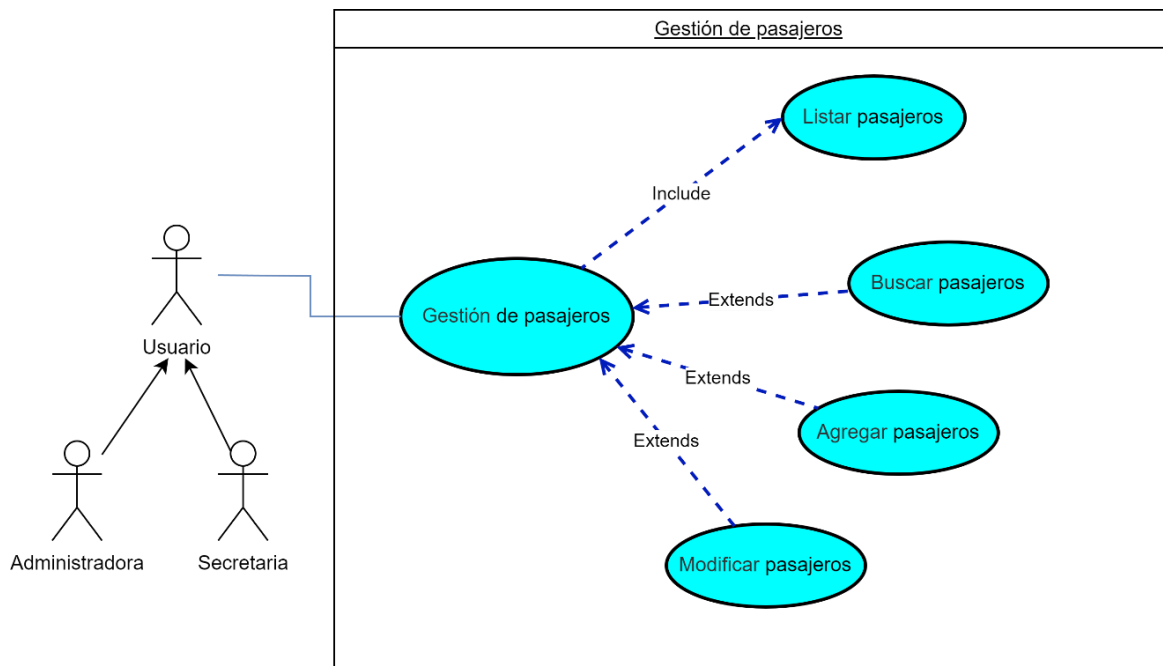 Gestión de pasajeros
Listar pasajeros
Include
Usuario
Gestión de pasajeros
Extends
Buscar pasajeros
Extends
Agregar pasajeros
Extends
Modificar pasajeros
Administradora
Secretaria